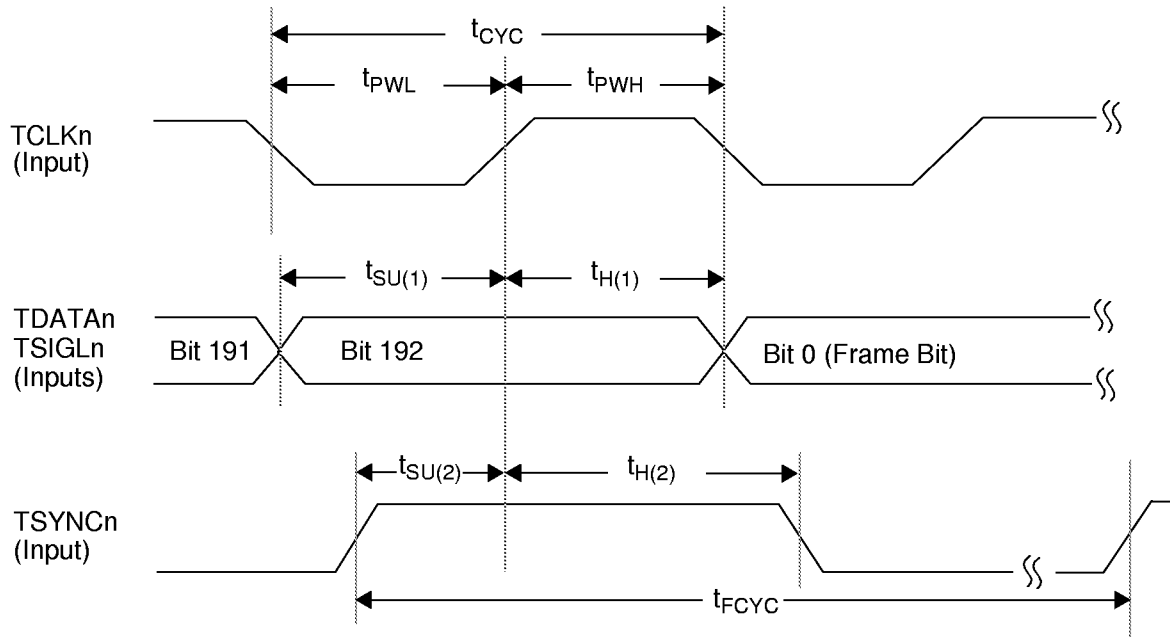 tCYC
tPWL
tPWH
TCLKn
(Input)
tSU(1)
tH(1)
TDATAn
TSIGLn
(Inputs)
Bit 191
Bit 192
Bit 0 (Frame Bit)
tSU(2)
tH(2)
TSYNCn
(Input)
tFCYC